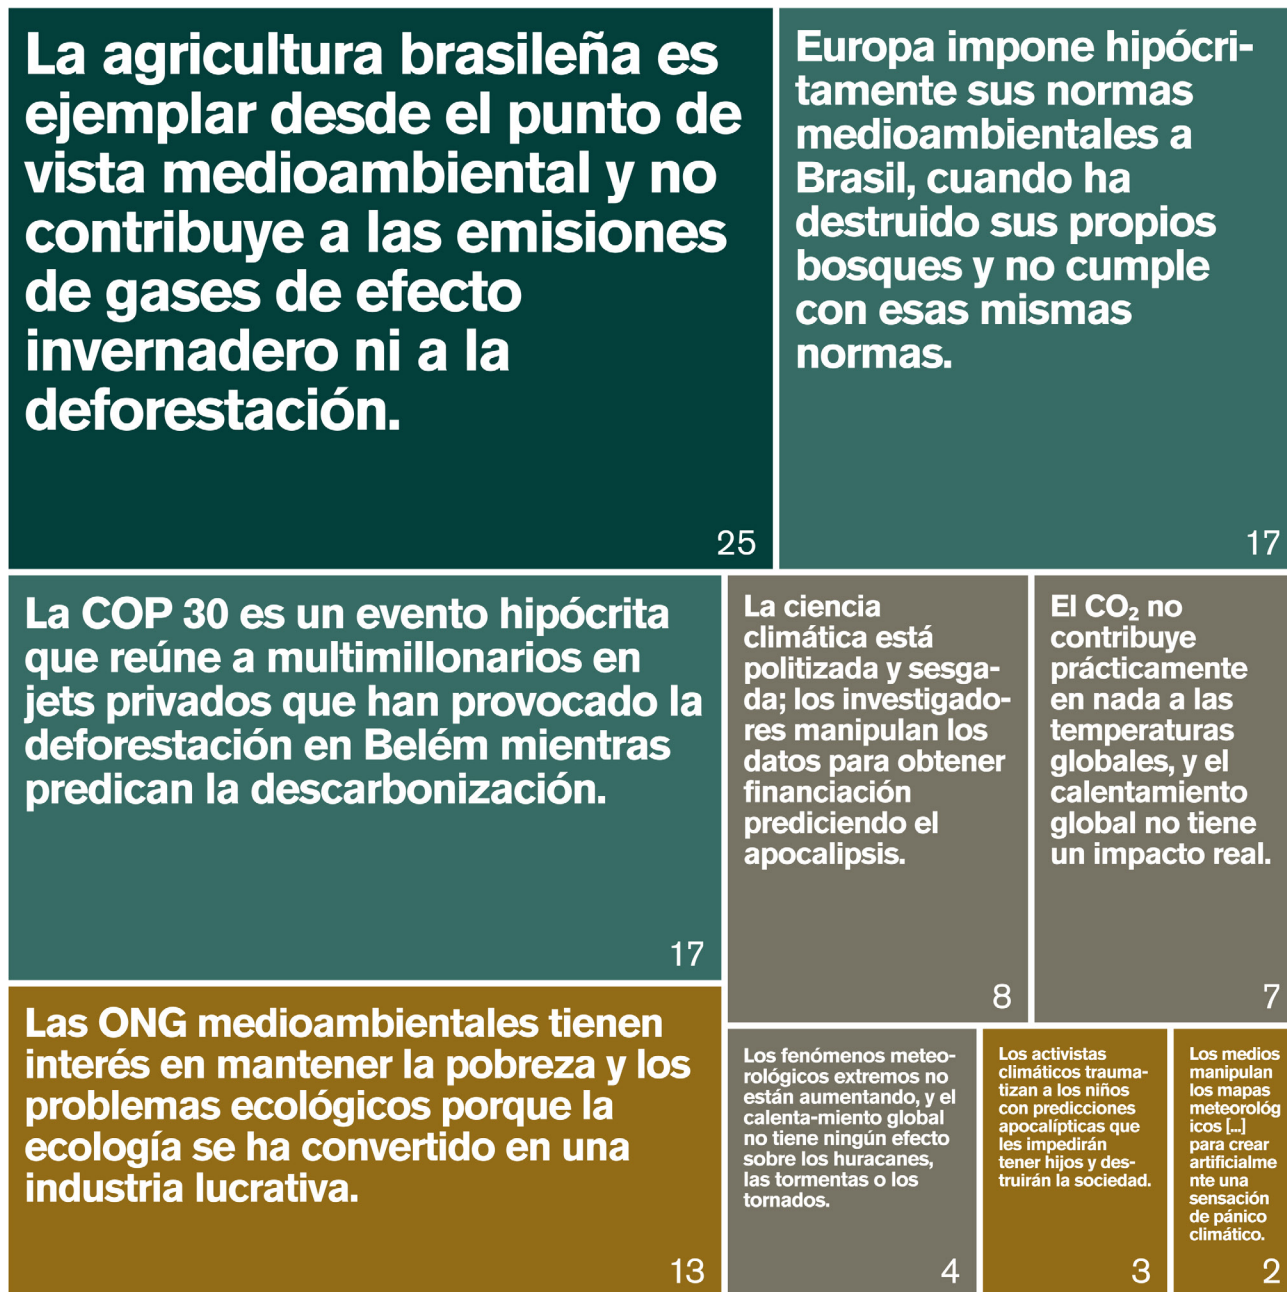 La agricultura brasileña es
ejemplar desde el punto de
vista medioambiental y no
contribuye a las emisiones
de gases de efecto
invernadero ni a la
deforestación.
25
Europa impone hipócri-
tamente sus normas
medioambientales a
Brasil, cuando ha
destruido sus propios
bosques y no cumple
con esas mismas
normas.
17
La COP 30 es un evento hipócrita
que reúne a multimillonarios en
jets privados que han provocado la
deforestación en Belém mientras
predican la descarbonización.
17
La ciencia
climática está
politizada y sesga-
da; los investigado-
res manipulan los
datos para obtener
financiación
prediciendo el
apocalipsis.
8
El CO₂ no
contribuye
prácticamente
en nada a las
temperaturas
globales, y el
calentamiento
global no tiene
un impacto real.
7
Las ONG medioambientales tienen
interés en mantener la pobreza y los
problemas ecológicos porque la
ecología se ha convertido en una
industria lucrativa.
13
Los fenómenos meteo-
rológicos extremos no
están aumentando, y el
calenta-miento global
no tiene ningún efecto
sobre los huracanes,
las tormentas o los
tornados.
4
Los activistas
climáticos trauma-
tizan a los niños
con predicciones
apocalípticas que
les impedirán
tener hijos y des-
truirán la sociedad.
3
Los medios
manipulan
los mapas
meteorológ
icos [...]
para crear
artificialme
nte una
sensación
de pánico
climático.
2